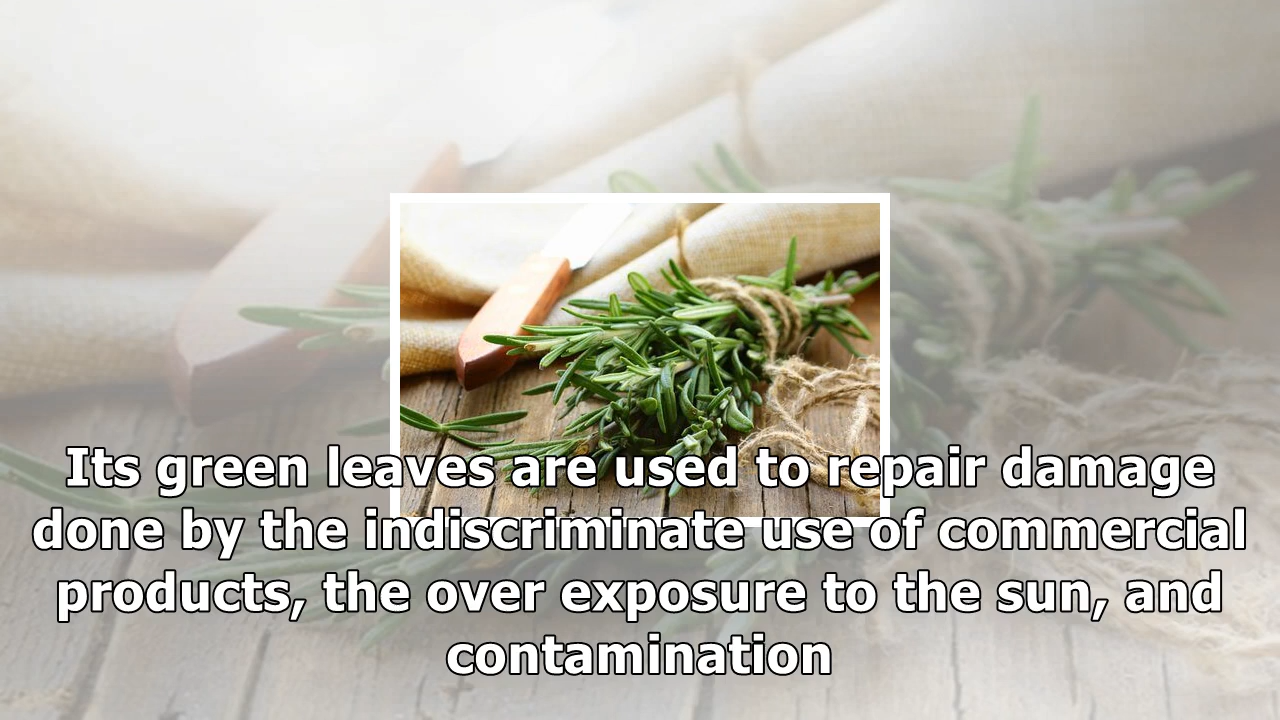 Its green leaves are used to repair damage
done by the indiscriminate use of commercial
products, the over exposure to the sun, and
contamination